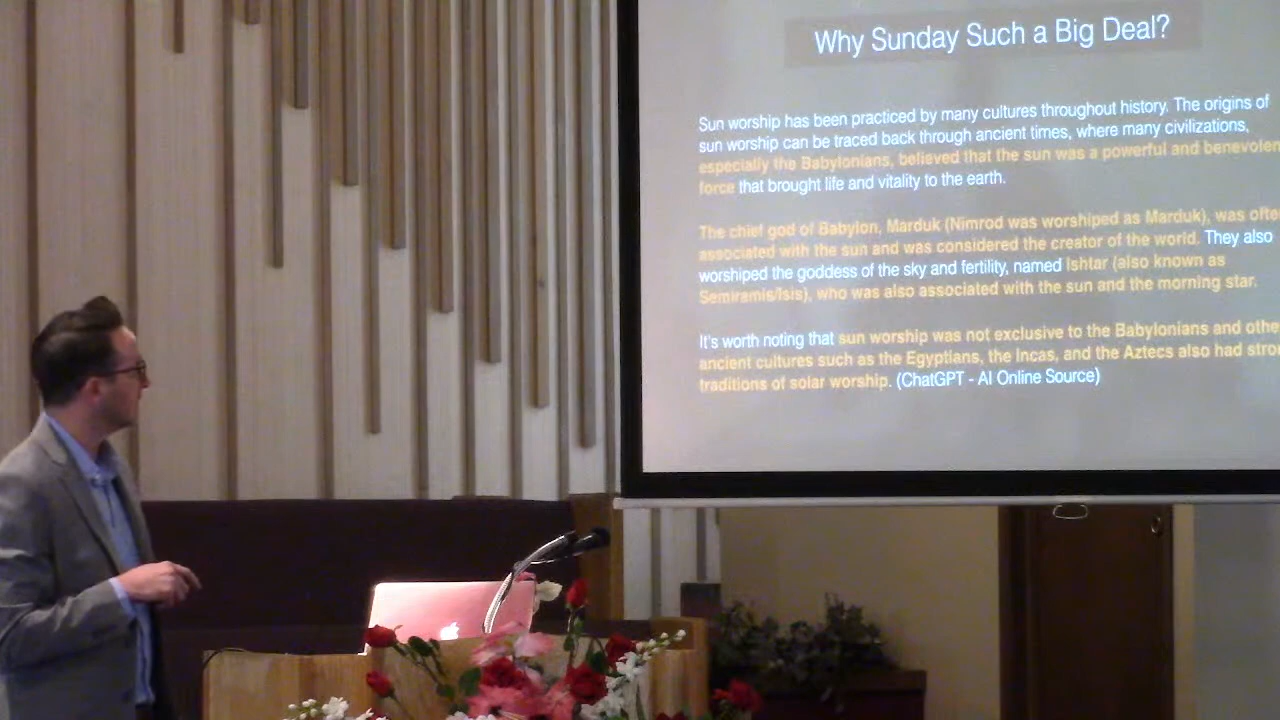 Why Sunday Such a Big Deal?
Sun worship has been practiced by many cultures throughout history. The origins of
sun worship can be traced back through ancient times, where many civilizations,
especially the Babylonians, believed that the sun was a powerful and benevolen
force that brought life and vitality to the earth.
The chief god of Babylon, Marduk (Nimrod was worshiped as Marduk), was ofte
associated with the sun and was considered the creator of the world. They also
worshiped the goddess of the sky and fertility, named Ishtar (also known as
Semiramis/Isis), who was also associated with the sun and the morning star.
It's worth noting that sun worship was not exclusive to the Babylonians and othe
ancient cultures such as the Egyptians, the Incas, and the Aztecs also had stro
traditions of solar worship. (ChatGPT - AI Online Source)